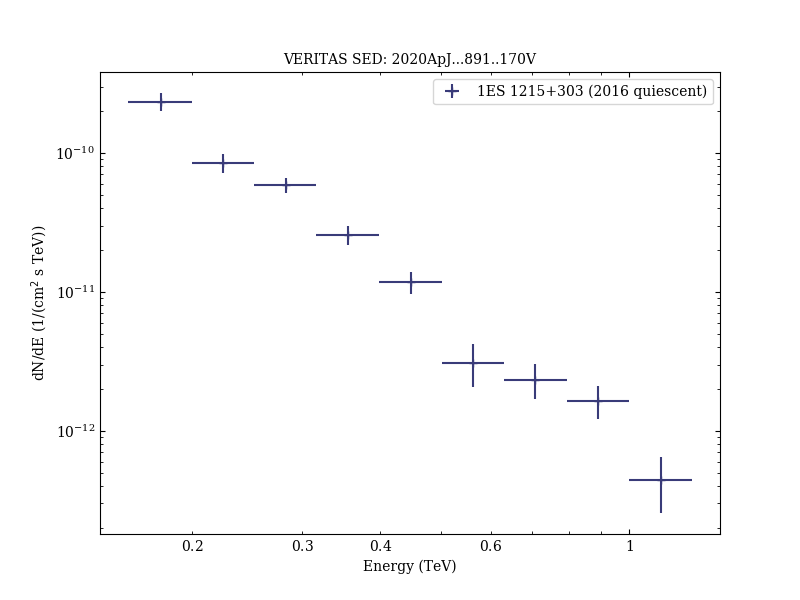 VERITAS SED: 2020ApJ...891..170V
1ES 1215+303 (2016 quiescent)
dN/dE (1/(cm² s TeV))
10⁻¹⁰
10⁻¹¹
10⁻¹²
0.2 0.3 0.4 0.6 1
Energy (TeV)